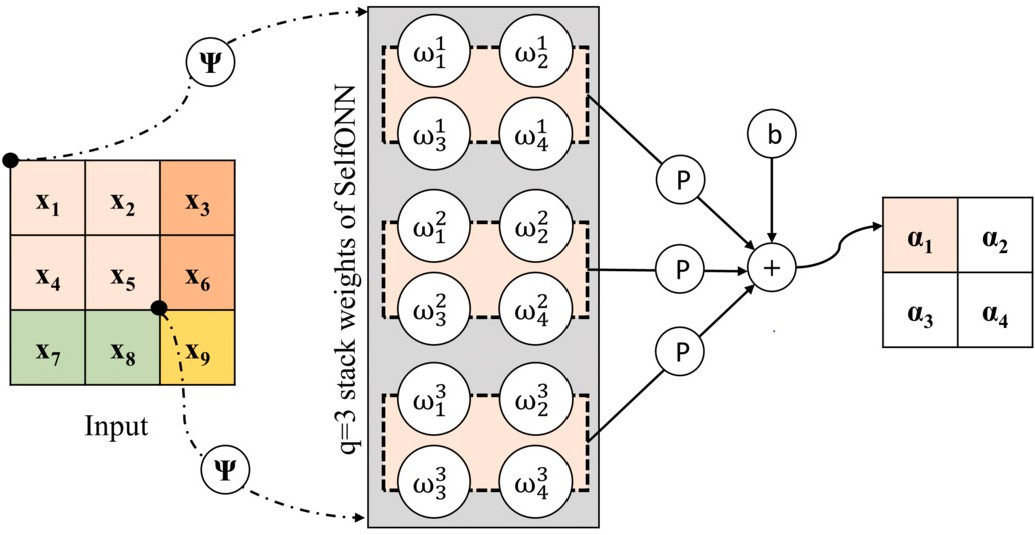 Ψ
x₁ x₂ x₃
x₄ x₅ x₆
x₇ x₈ x₉
Input
Ψ
q=3 stack weights of SelfONN
ω₁¹ ω₂¹
ω₃¹ ω₄¹
ω₁² ω₂²
ω₃² ω₄²
ω₁³ ω₂³
ω₃³ ω₄³
P
P
P
b
+
α₁ α₂
α₃ α₄